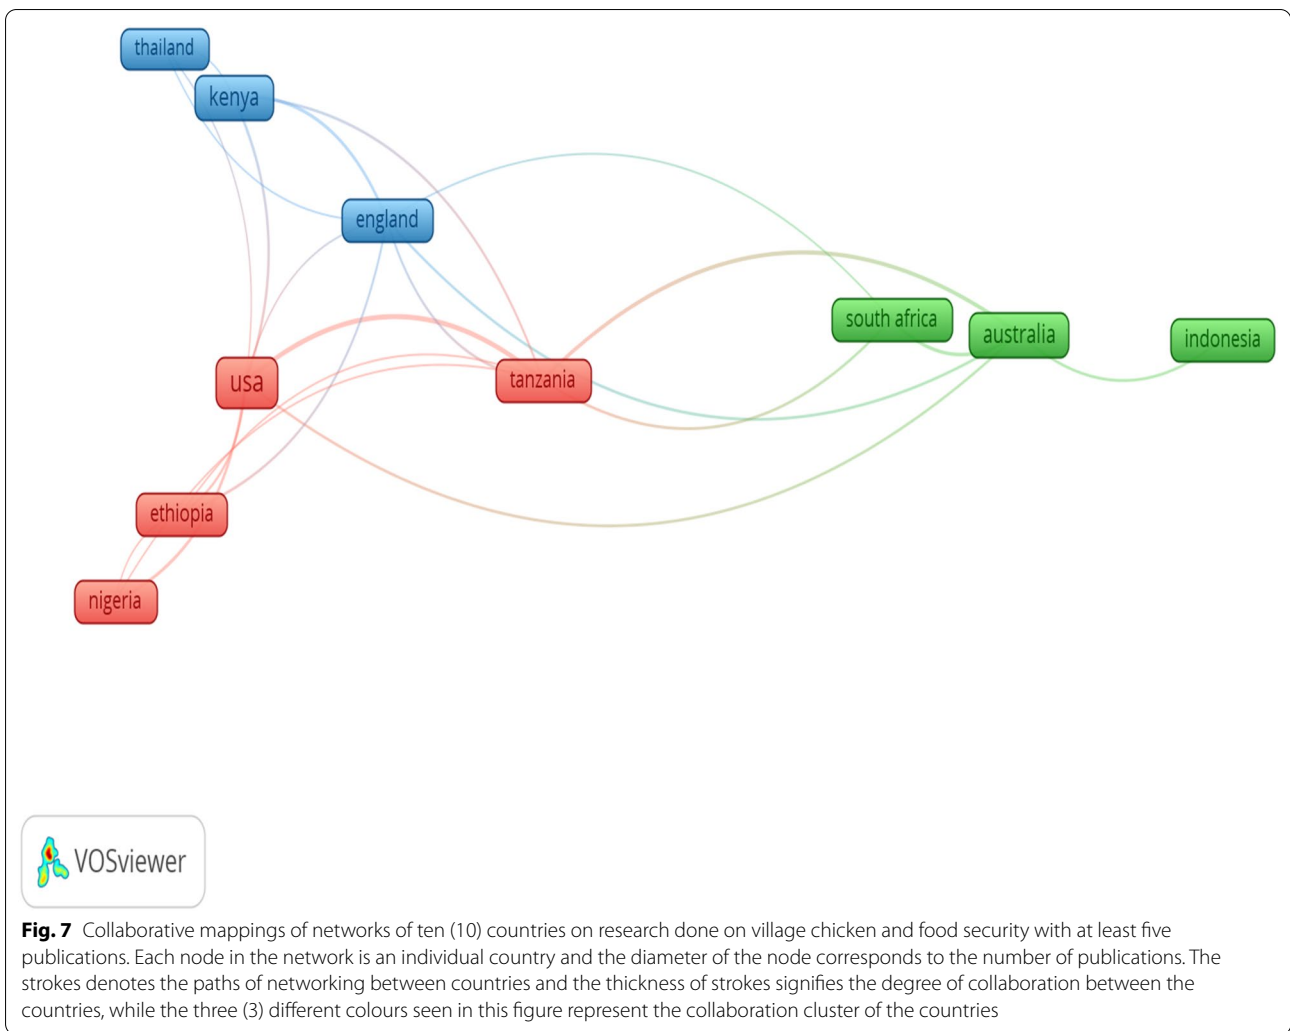 thailand
kenya
england
south africa
australia
indonesia
usa
tanzania
ethiopia
nigeria
VOSviewer
Fig. 7 Collaborative mappings of networks of ten (10) countries on research done on village chicken and food security with at least five
publications. Each node in the network is an individual country and the diameter of the node corresponds to the number of publications. The
strokes denotes the paths of networking between countries and the thickness of strokes signifies the degree of collaboration between the
countries, while the three (3) different colours seen in this figure represent the collaboration cluster of the countries